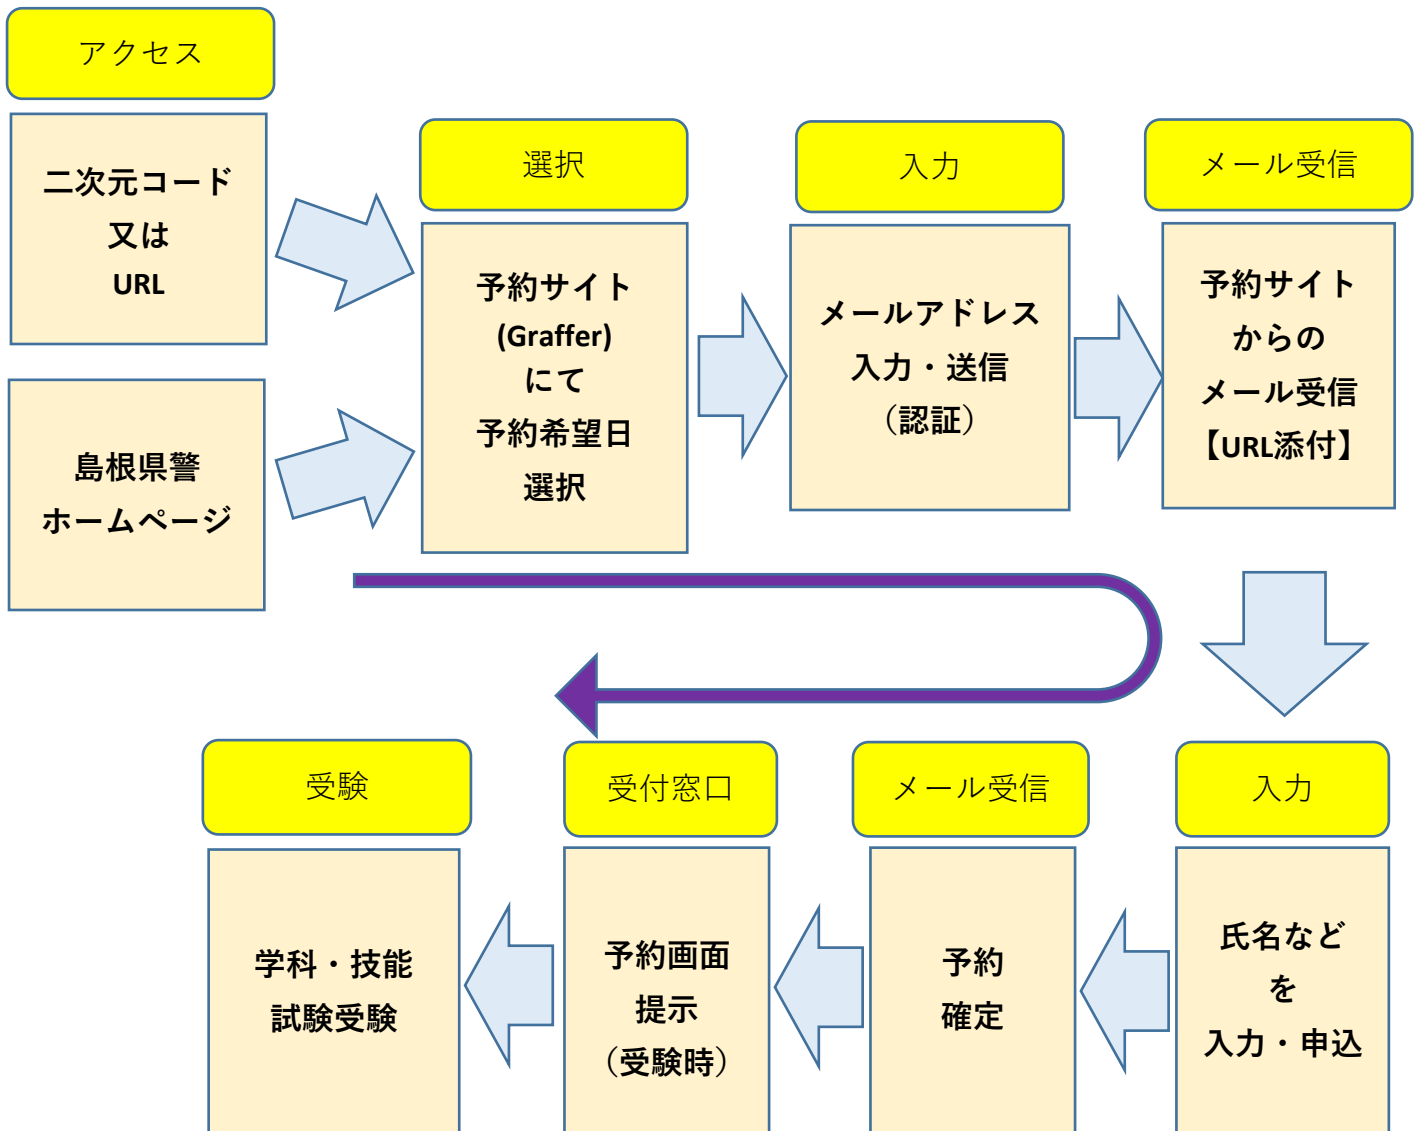 アクセス
二次元コード
又は
URL
島根県警
ホームページ
選択
予約サイト
(Graffer)
にて
予約希望日
選択
入力
メールアドレス
入力・送信
（認証）
メール受信
予約サイト
からの
メール受信
【URL添付】
入力
氏名など
を
入力・申込
メール受信
予約
確定
受付窓口
予約画面
提示
（受験時）
受験
学科・技能
試験受験